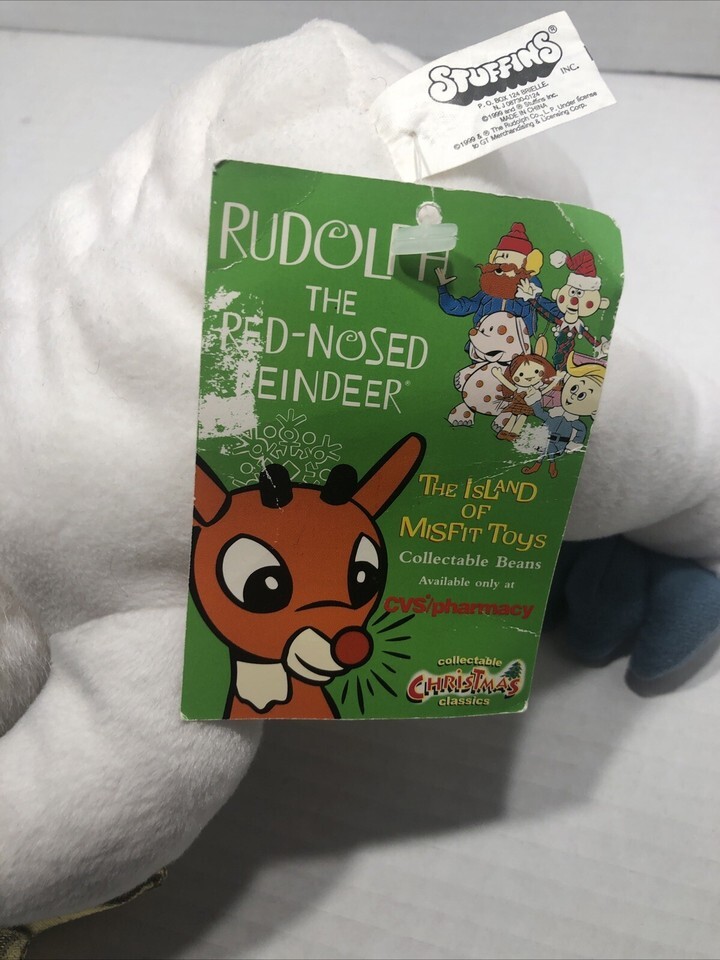 STUFFINS®
INC.
P.O. BOX 124 BRIELLE
N.J 08730-0124
©1999 and ® Stuffins Inc.
MADE IN CHINA
©1999 & ® The Rudolph Co., L.P., Under license
to GT Merchandising & Licensing Corp.
RUDOLPH
THE
RED-NOSED
REINDEER®
THE ISLAND
OF
MISFIT TOYS
Collectable Beans
Available only at
CVS/pharmacy
collectable
CHRISTMAS
classics